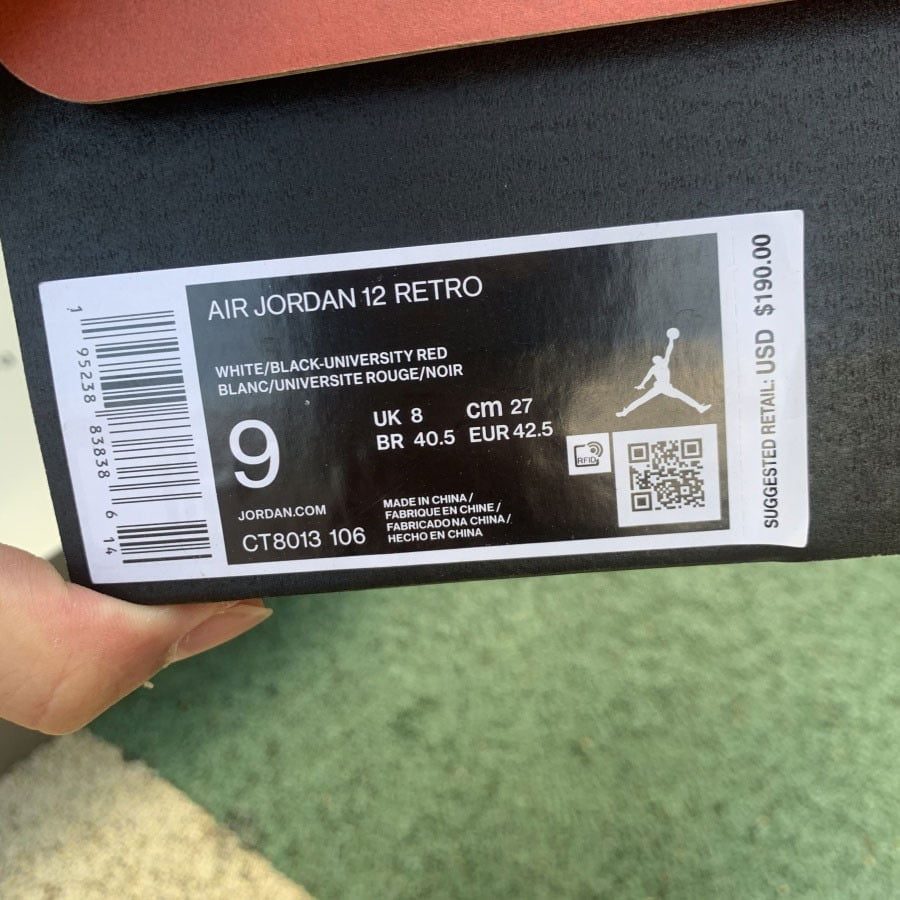 AIR JORDAN 12 RETRO
WHITE/BLACK-UNIVERSITY RED
BLANC/UNIVERSITE ROUGE/NOIR
9
UK 8 cm 27
BR 40.5 EUR 42.5
RFID
JORDAN.COM
CT8013 106
MADE IN CHINA/
FABRIQUE EN CHINE/
FABRICADO NA CHINA/
HECHO EN CHINA
1 95238 83838 6 14
SUGGESTED RETAIL: USD $190.00